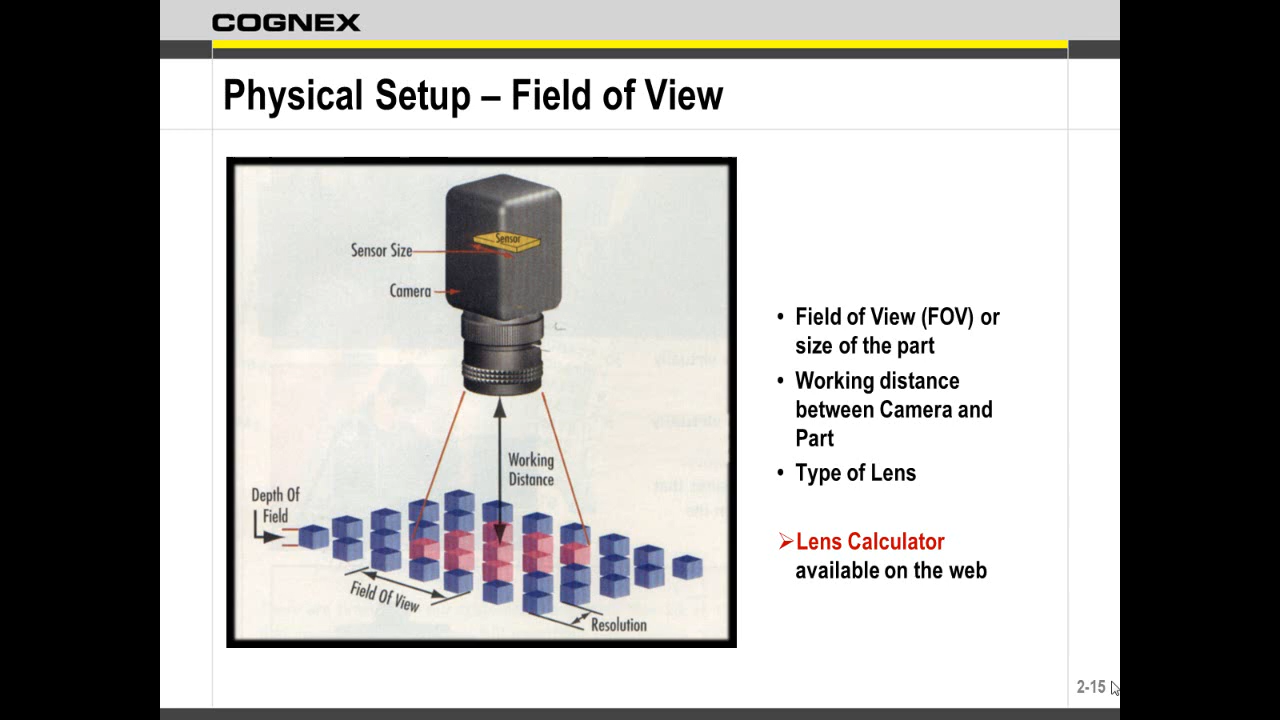 COGNEX
Physical Setup – Field of View
Sensor
Sensor Size
Camera
Working
Distance
Depth Of
Field
Field Of View
Resolution
• Field of View (FOV) or
size of the part
• Working distance
between Camera and
Part
• Type of Lens
➢Lens Calculator
available on the web
2-15